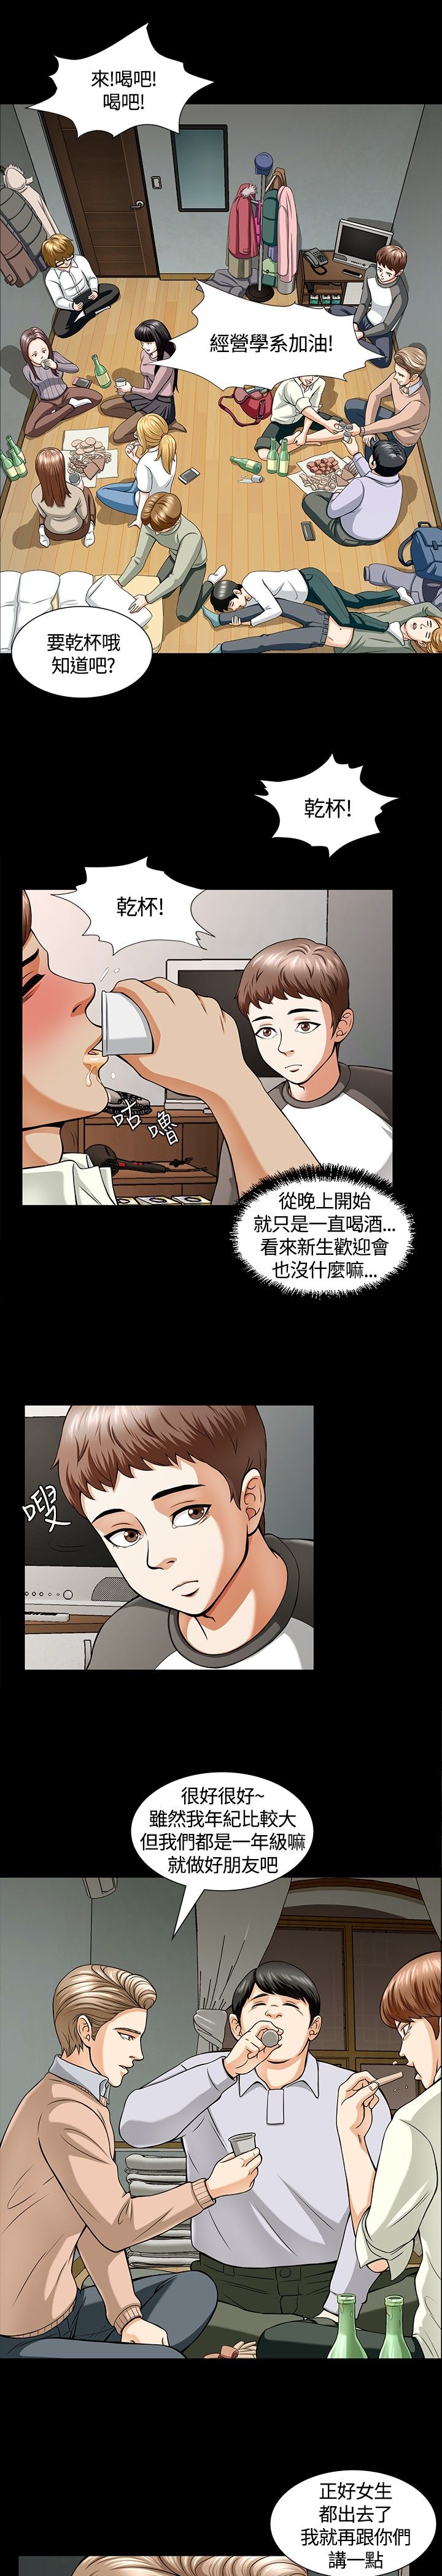 來!喝吧!
喝吧!
經營學系加油!
要乾杯哦
知道吧?
乾杯!
乾杯!
咕嚕
從晚上開始
就只是一直喝酒...
看來新生歡迎會
也沒什麼嘛...
嗖
很好很好~
雖然我年紀比較大
但我們都是一年級嘛
就做好朋友吧
正好女生
都出去了
我就再跟你們
講一點